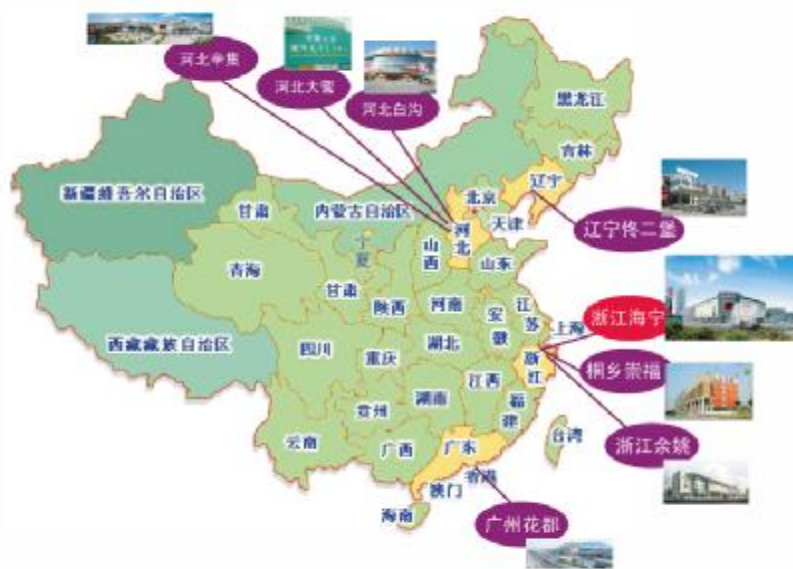 河北辛集
河北大营
河北白沟
黑龙江
吉林
辽宁
新疆维吾尔自治区
甘肃
内蒙古自治区
北京
天津
辽宁佟二堡
宁夏
山西
河北
山东
青海
甘肃
陕西
河南
安徽
江苏
上海
浙江海宁
西藏藏族自治区
四川
重庆
湖北
浙江
桐乡崇福
江西
湖南
贵州
福建
浙江余姚
云南
广西
广东
台湾
香港
澳门
广州花都
海南